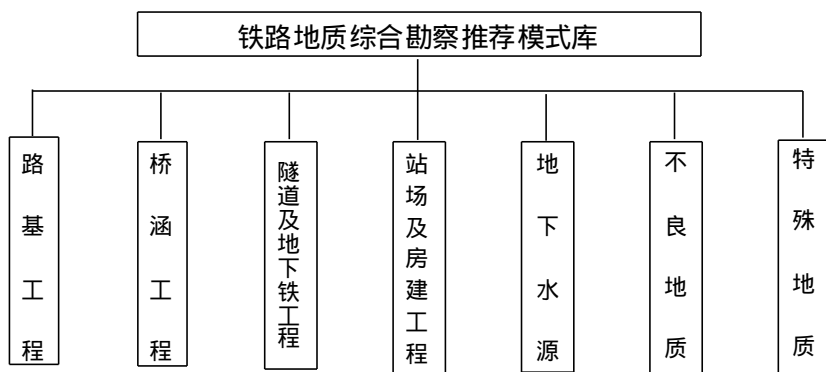 铁路地质综合勘察推荐模式库
路基工程
桥涵工程
隧道及地下铁工程
站场及房建工程
地下水源
不良地质
特殊地质